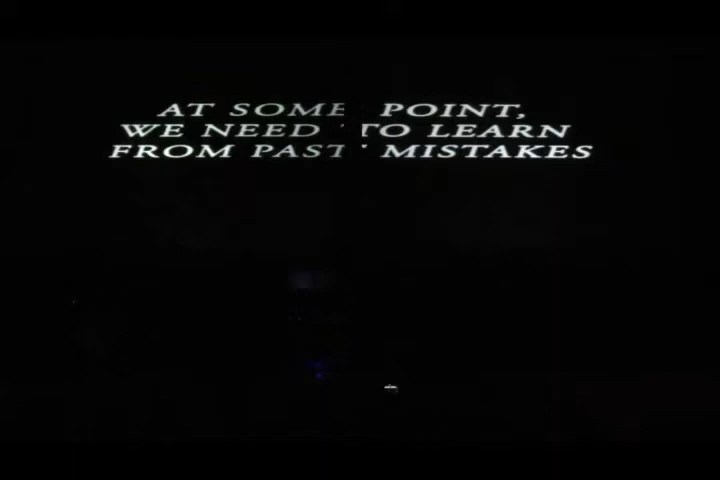 AT SOME POINT,
WE NEED TO LEARN
FROM PAST MISTAKES